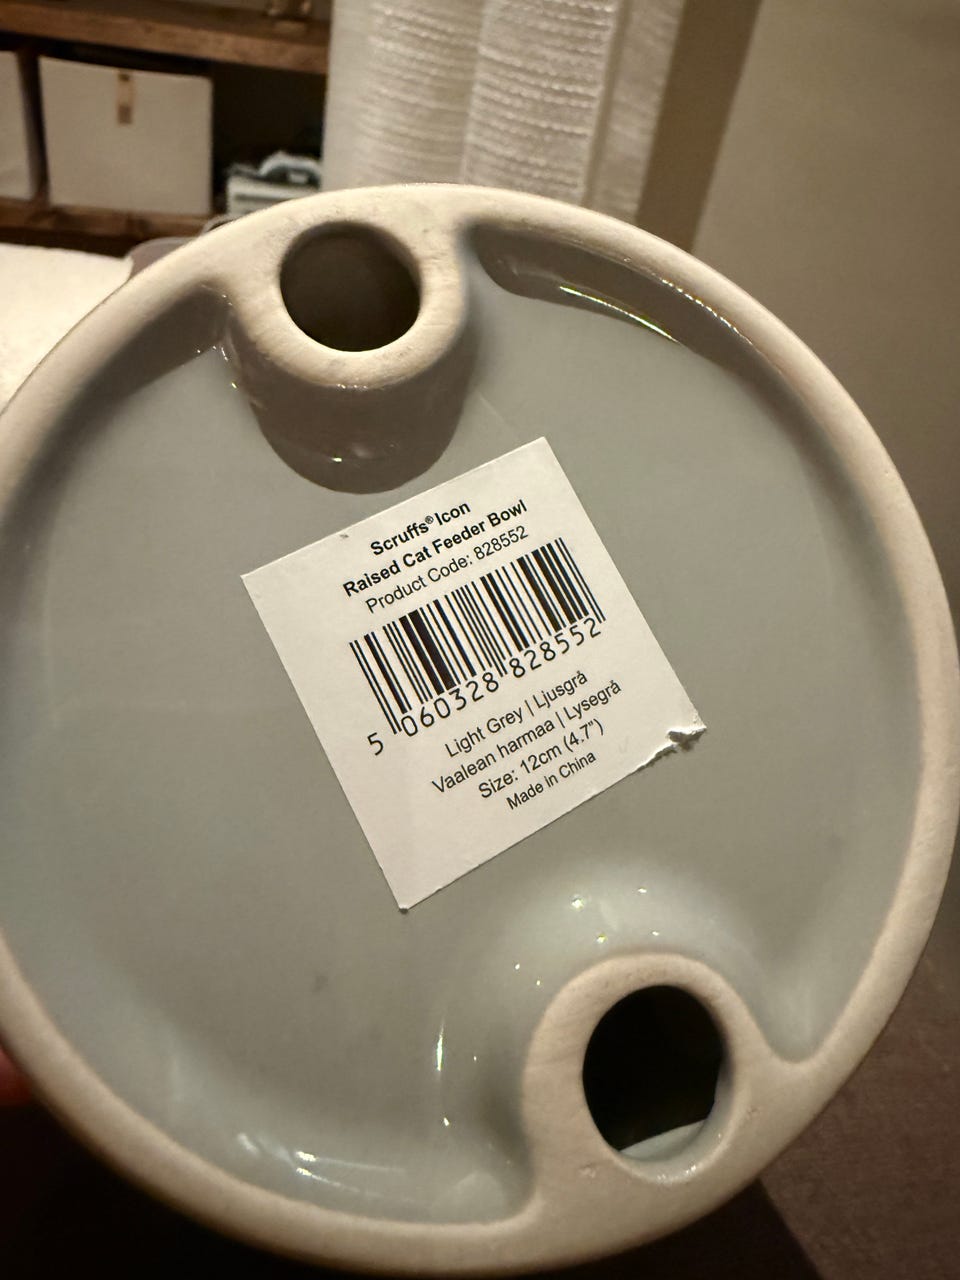 Scruffs® Icon
Raised Cat Feeder Bowl
Product Code: 828552
5 060328 828552
Light Grey | Ljusgrå
Vaalean harmaa | Lysegrå
Size: 12cm (4.7")
Made in China